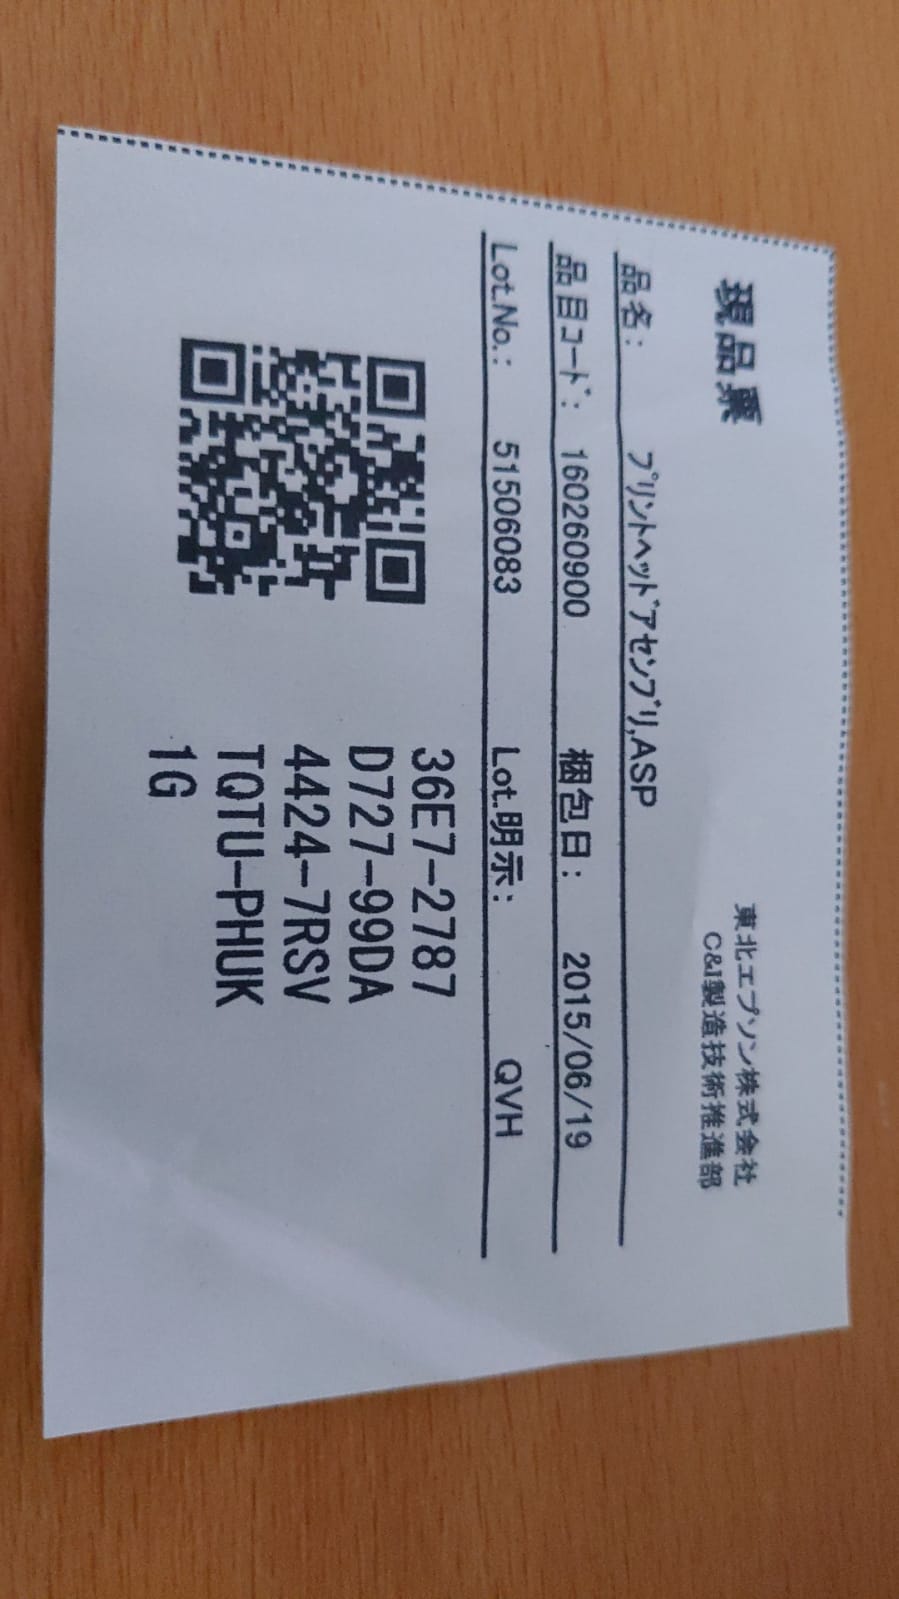 現品票
東北エプソン株式会社
C&I製造技術推進部
品名: プリントヘッドアセンブリ,ASP
品目コード: 160260900 梱包日: 2015/06/19
Lot.No.: 51506083 Lot.明示: QVH
36E7-2787
D727-99DA
4424-7RSV
TQTU-PHUK
1G